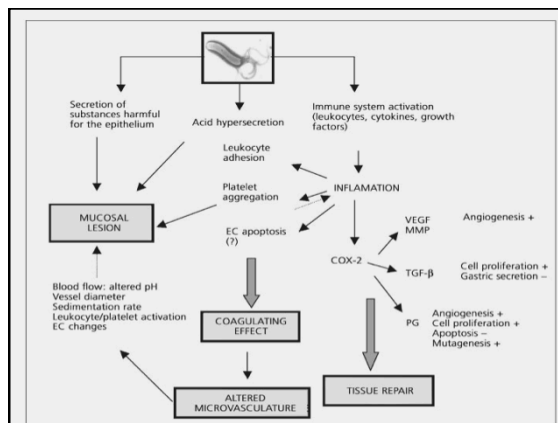 Secretion of
substances harmful
for the epithelium
Acid hypersecretion
Immune system activation
(leukocytes, cytokines, growth
factors)
Leukocyte
adhesion
Platelet
aggregation
EC apoptosis
(?)
INFLAMATION
MUCOSAL
LESION
VEGF
MMP
Angiogenesis +
COX-2
TGF-β
Cell proliferation +
Gastric secretion –
PG
Angiogenesis +
Cell proliferation +
Apoptosis –
Mutagenesis +
Blood flow: altered pH
Vessel diameter
Sedimentation rate
Leukocyte/platelet activation
EC changes
COAGULATING
EFFECT
ALTERED
MICROVASCULATURE
TISSUE REPAIR